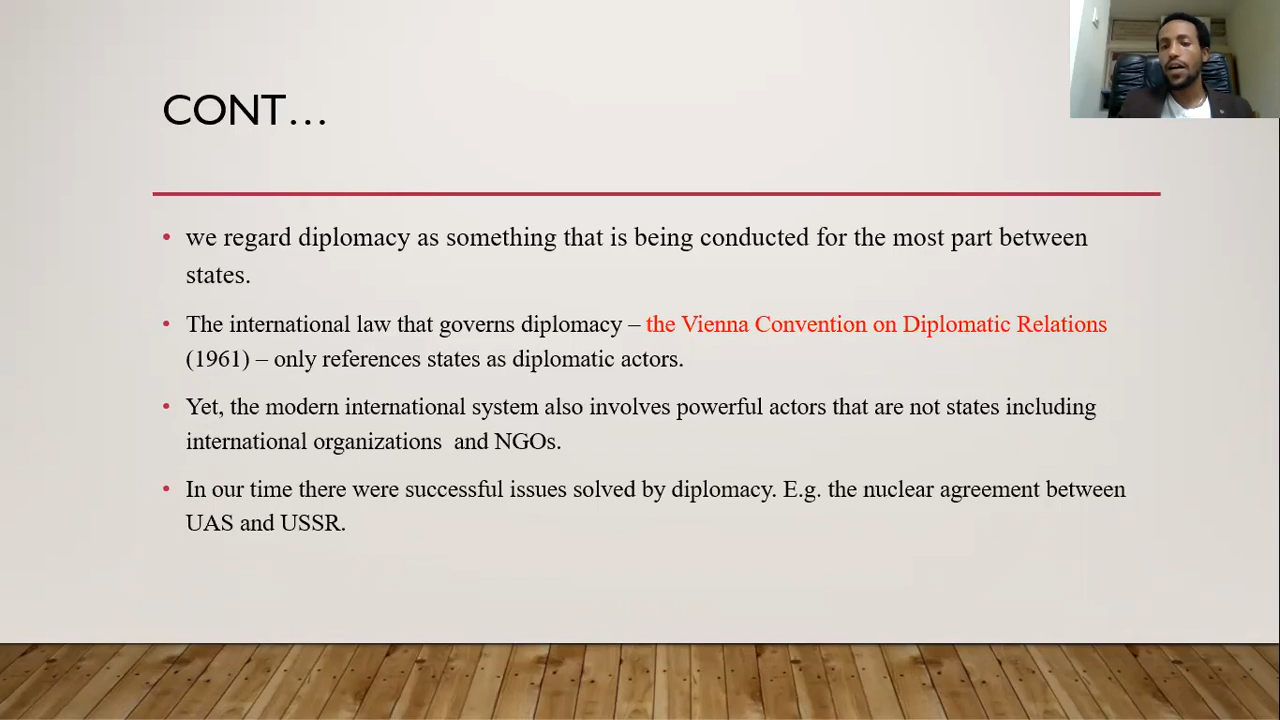 CONT…
• we regard diplomacy as something that is being conducted for the most part between
states.
• The international law that governs diplomacy – the Vienna Convention on Diplomatic Relations
(1961) – only references states as diplomatic actors.
• Yet, the modern international system also involves powerful actors that are not states including
international organizations  and NGOs.
• In our time there were successful issues solved by diplomacy. E.g. the nuclear agreement between
UAS and USSR.